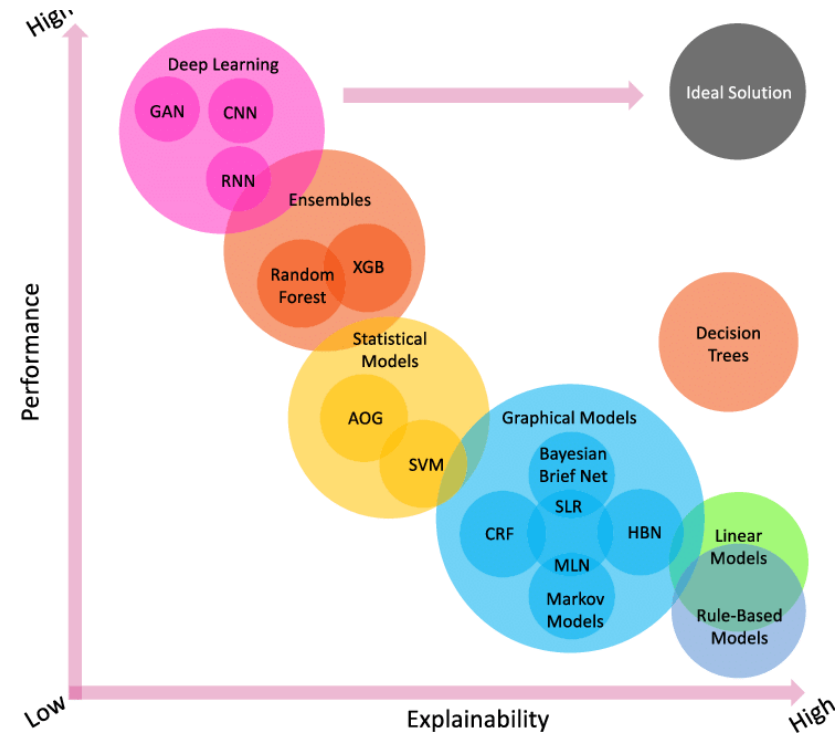 High
Deep Learning
GAN
CNN
RNN
Ideal Solution
Ensembles
Random
Forest
XGB
Decision
Trees
Statistical
Models
AOG
SVM
Graphical Models
Bayesian
Brief Net
SLR
CRF
HBN
MLN
Markov
Models
Linear
Models
Rule-Based
Models
Performance
Low
Explainability
High